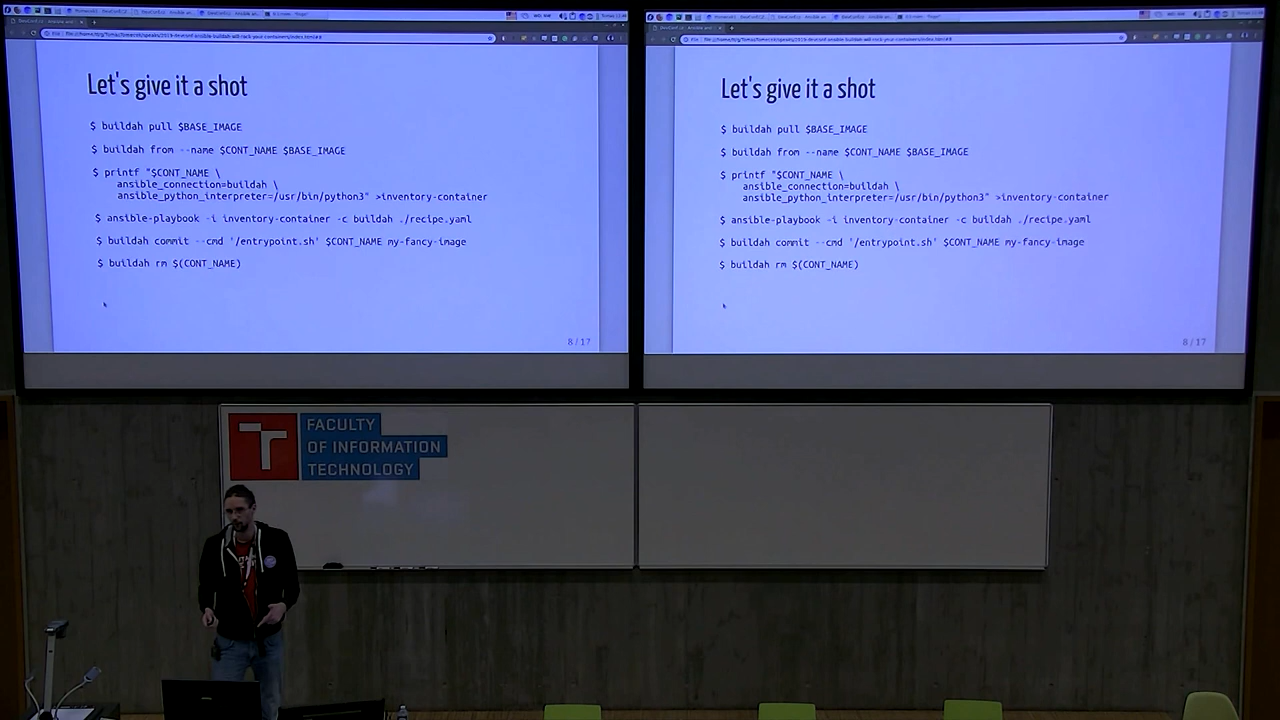 Let's give it a shot
$ buildah pull $BASE_IMAGE
$ buildah from --name $CONT_NAME $BASE_IMAGE
$ printf "$CONT_NAME \
ansible_connection=buildah \
ansible_python_interpreter=/usr/bin/python3" >inventory-container
$ ansible-playbook -i inventory-container -c buildah ./recipe.yaml
$ buildah commit --cmd '/entrypoint.sh' $CONT_NAME my-fancy-image
$ buildah rm $(CONT_NAME)
8 / 17
Let's give it a shot
$ buildah pull $BASE_IMAGE
$ buildah from --name $CONT_NAME $BASE_IMAGE
$ printf "$CONT_NAME \
ansible_connection=buildah \
ansible_python_interpreter=/usr/bin/python3" >inventory-container
$ ansible-playbook -i inventory-container -c buildah ./recipe.yaml
$ buildah commit --cmd '/entrypoint.sh' $CONT_NAME my-fancy-image
$ buildah rm $(CONT_NAME)
8 / 17
FACULTY
OF INFORMATION
TECHNOLOGY